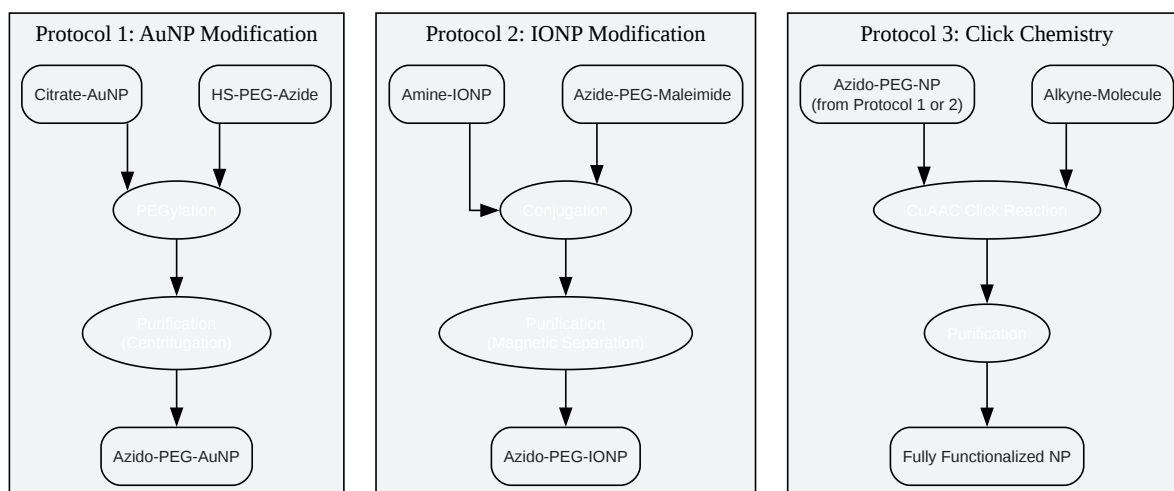 Protocol 1: AuNP Modification
Citrate-AuNP
HS-PEG-Azide
PEGylation
Purification
(Centrifugation)
Azido-PEG-AuNP
Protocol 2: IONP Modification
Amine-IONP
Azide-PEG-Maleimide
Conjugation
Purification
(Magnetic Separation)
Azido-PEG-IONP
Protocol 3: Click Chemistry
Azido-PEG-NP
(from Protocol 1 or 2)
Alkyne-Molecule
CuAAC Click Reaction
Purification
Fully Functionalized NP